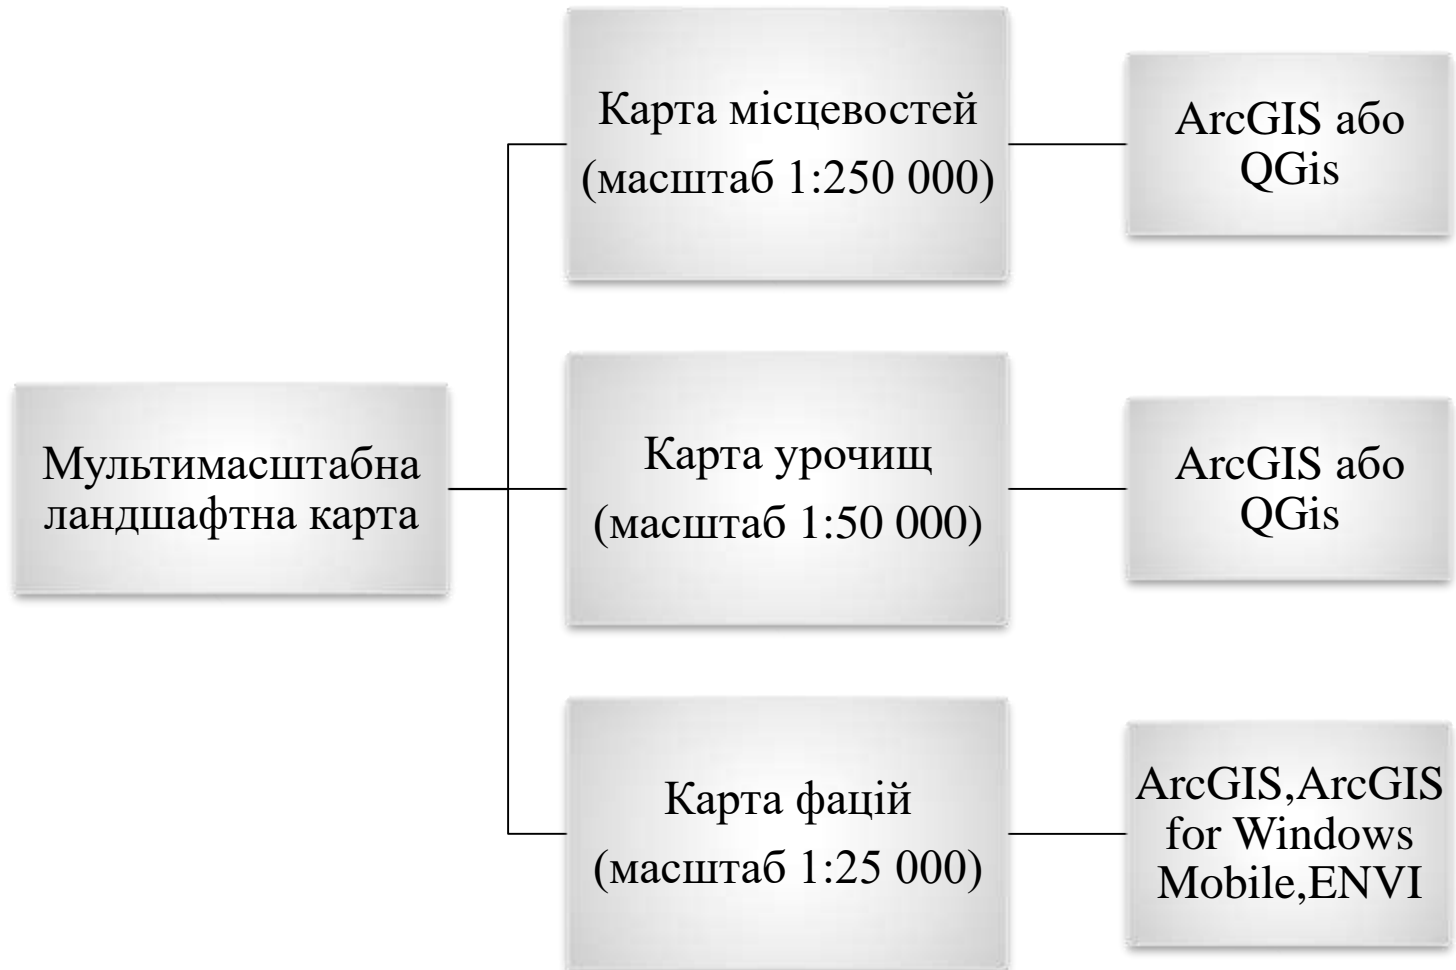 Карта місцевостей
(масштаб 1:250 000)
ArcGIS або
QGis
Мультимасштабна
ландшафтна карта
Карта урочищ
(масштаб 1:50 000)
ArcGIS або
QGis
Карта фацій
(масштаб 1:25 000)
ArcGIS,ArcGIS
for Windows
Mobile,ENVI